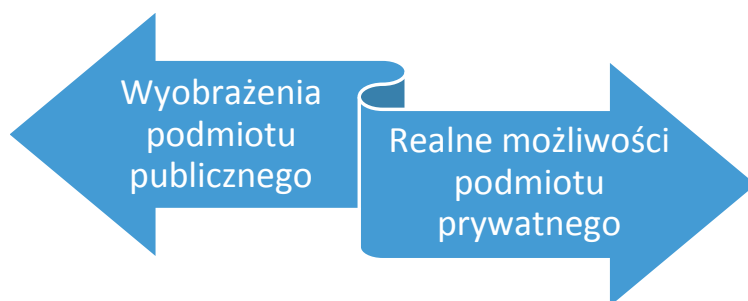 Wyobrażenia
podmiotu
publicznego
Realne możliwości
podmiotu
prywatnego